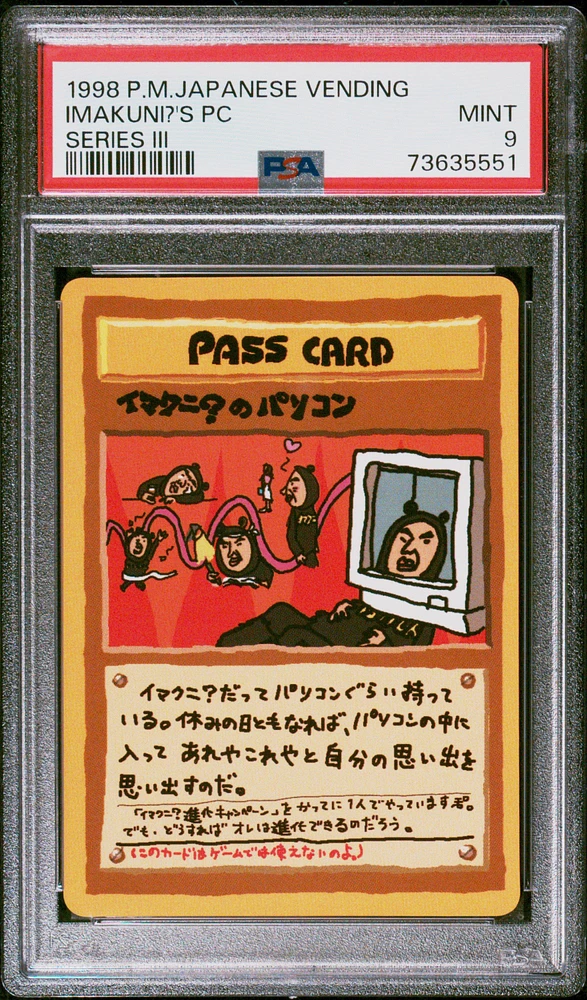 1998 P.M.JAPANESE VENDING
IMAKUNI?'S PC MINT
SERIES III 9
PSA 73635551
PASS CARD
イマクニ?のパソコン
イマクニ?だってパソコンぐらい持って
いる。休みの日ともなれば、パソコンの中に
入って あれやこれやと自分の思い出を
思い出すのだ。
「イマクニ?進化キャンペーン」をかってに1人でやっています
でも、どうすれば オレは進化できるのだろう。
(このカードはゲームでは使えないのよ。)
PSA